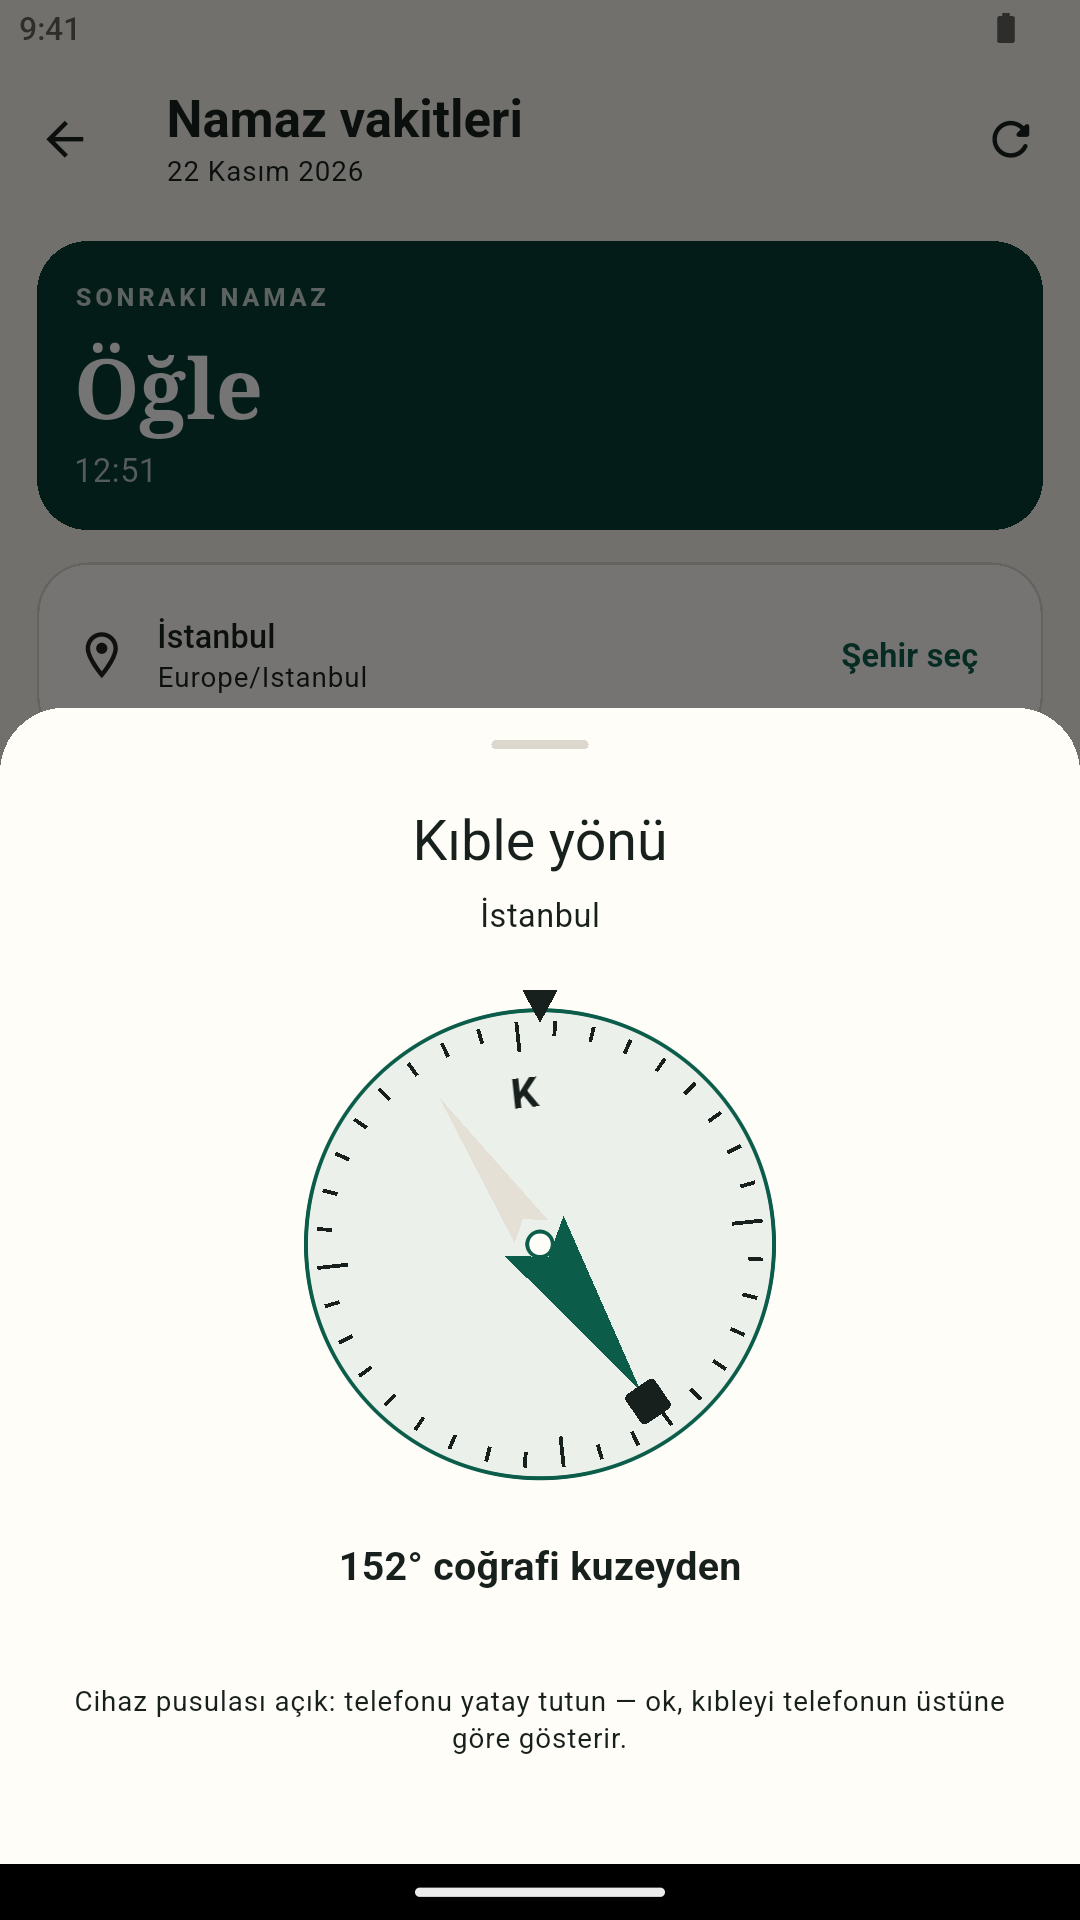 9:41
Namaz vakitleri
22 Kasım 2026
SONRAKI NAMAZ
Öğle
12:51
İstanbul
Europe/Istanbul
Şehir seç
Kıble yönü
İstanbul
K
152° coğrafi kuzeyden
Cihaz pusulası açık: telefonu yatay tutun — ok, kıbleyi telefonun üstüne
göre gösterir.